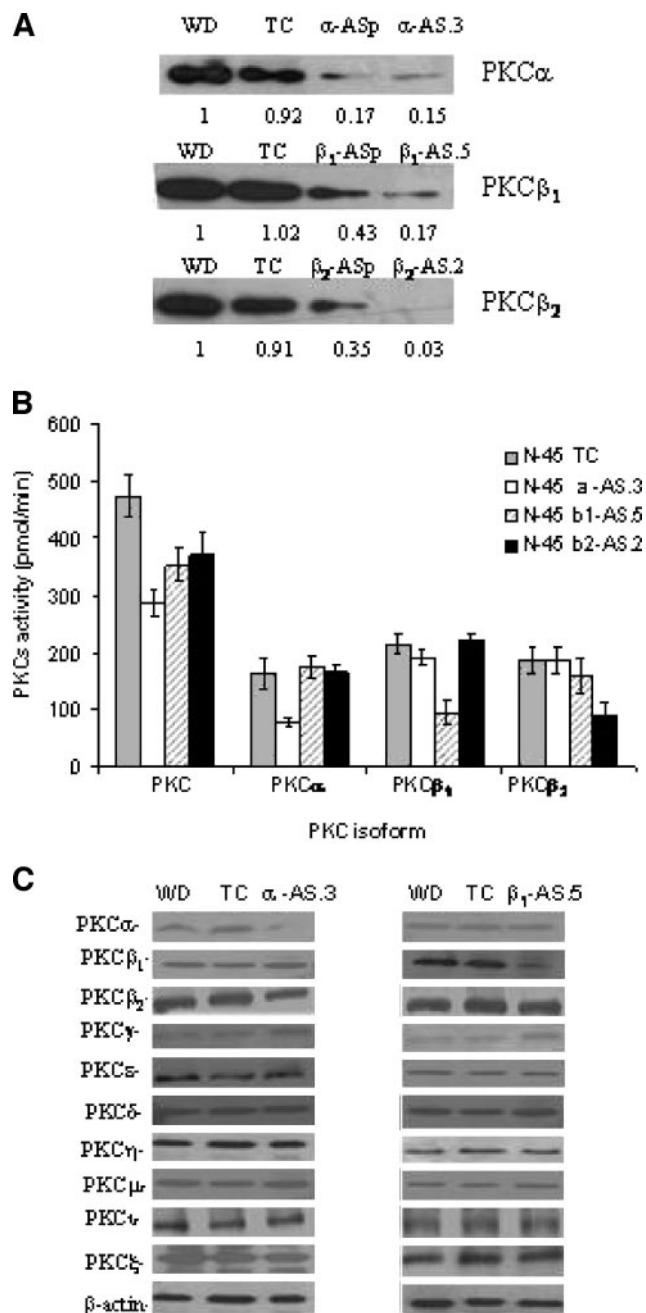 A
WD TC α-ASp α-AS.3
PKCα
1 0.92 0.17 0.15
WD TC β₁-ASp β₁-AS.5
PKCβ₁
1 1.02 0.43 0.17
WD TC β₂-ASp β₂-AS.2
PKCβ₂
1 0.91 0.35 0.03
B
600
500
400
300
200
100
0
PKCs activity (pmol/min)
N-45 TC
N-45 a-AS.3
N-45 b1-AS.5
N-45 b2-AS.2
PKC PKCα PKCβ₁ PKCβ₂
PKC isoform
C
WD TC α-AS.3 WD TC β₁-AS.5
PKCα-
PKCβ₁-
PKCβ₂-
PKCγ-
PKCε-
PKCδ-
PKCη-
PKCμ-
PKCι-
PKCξ-
β-actin-